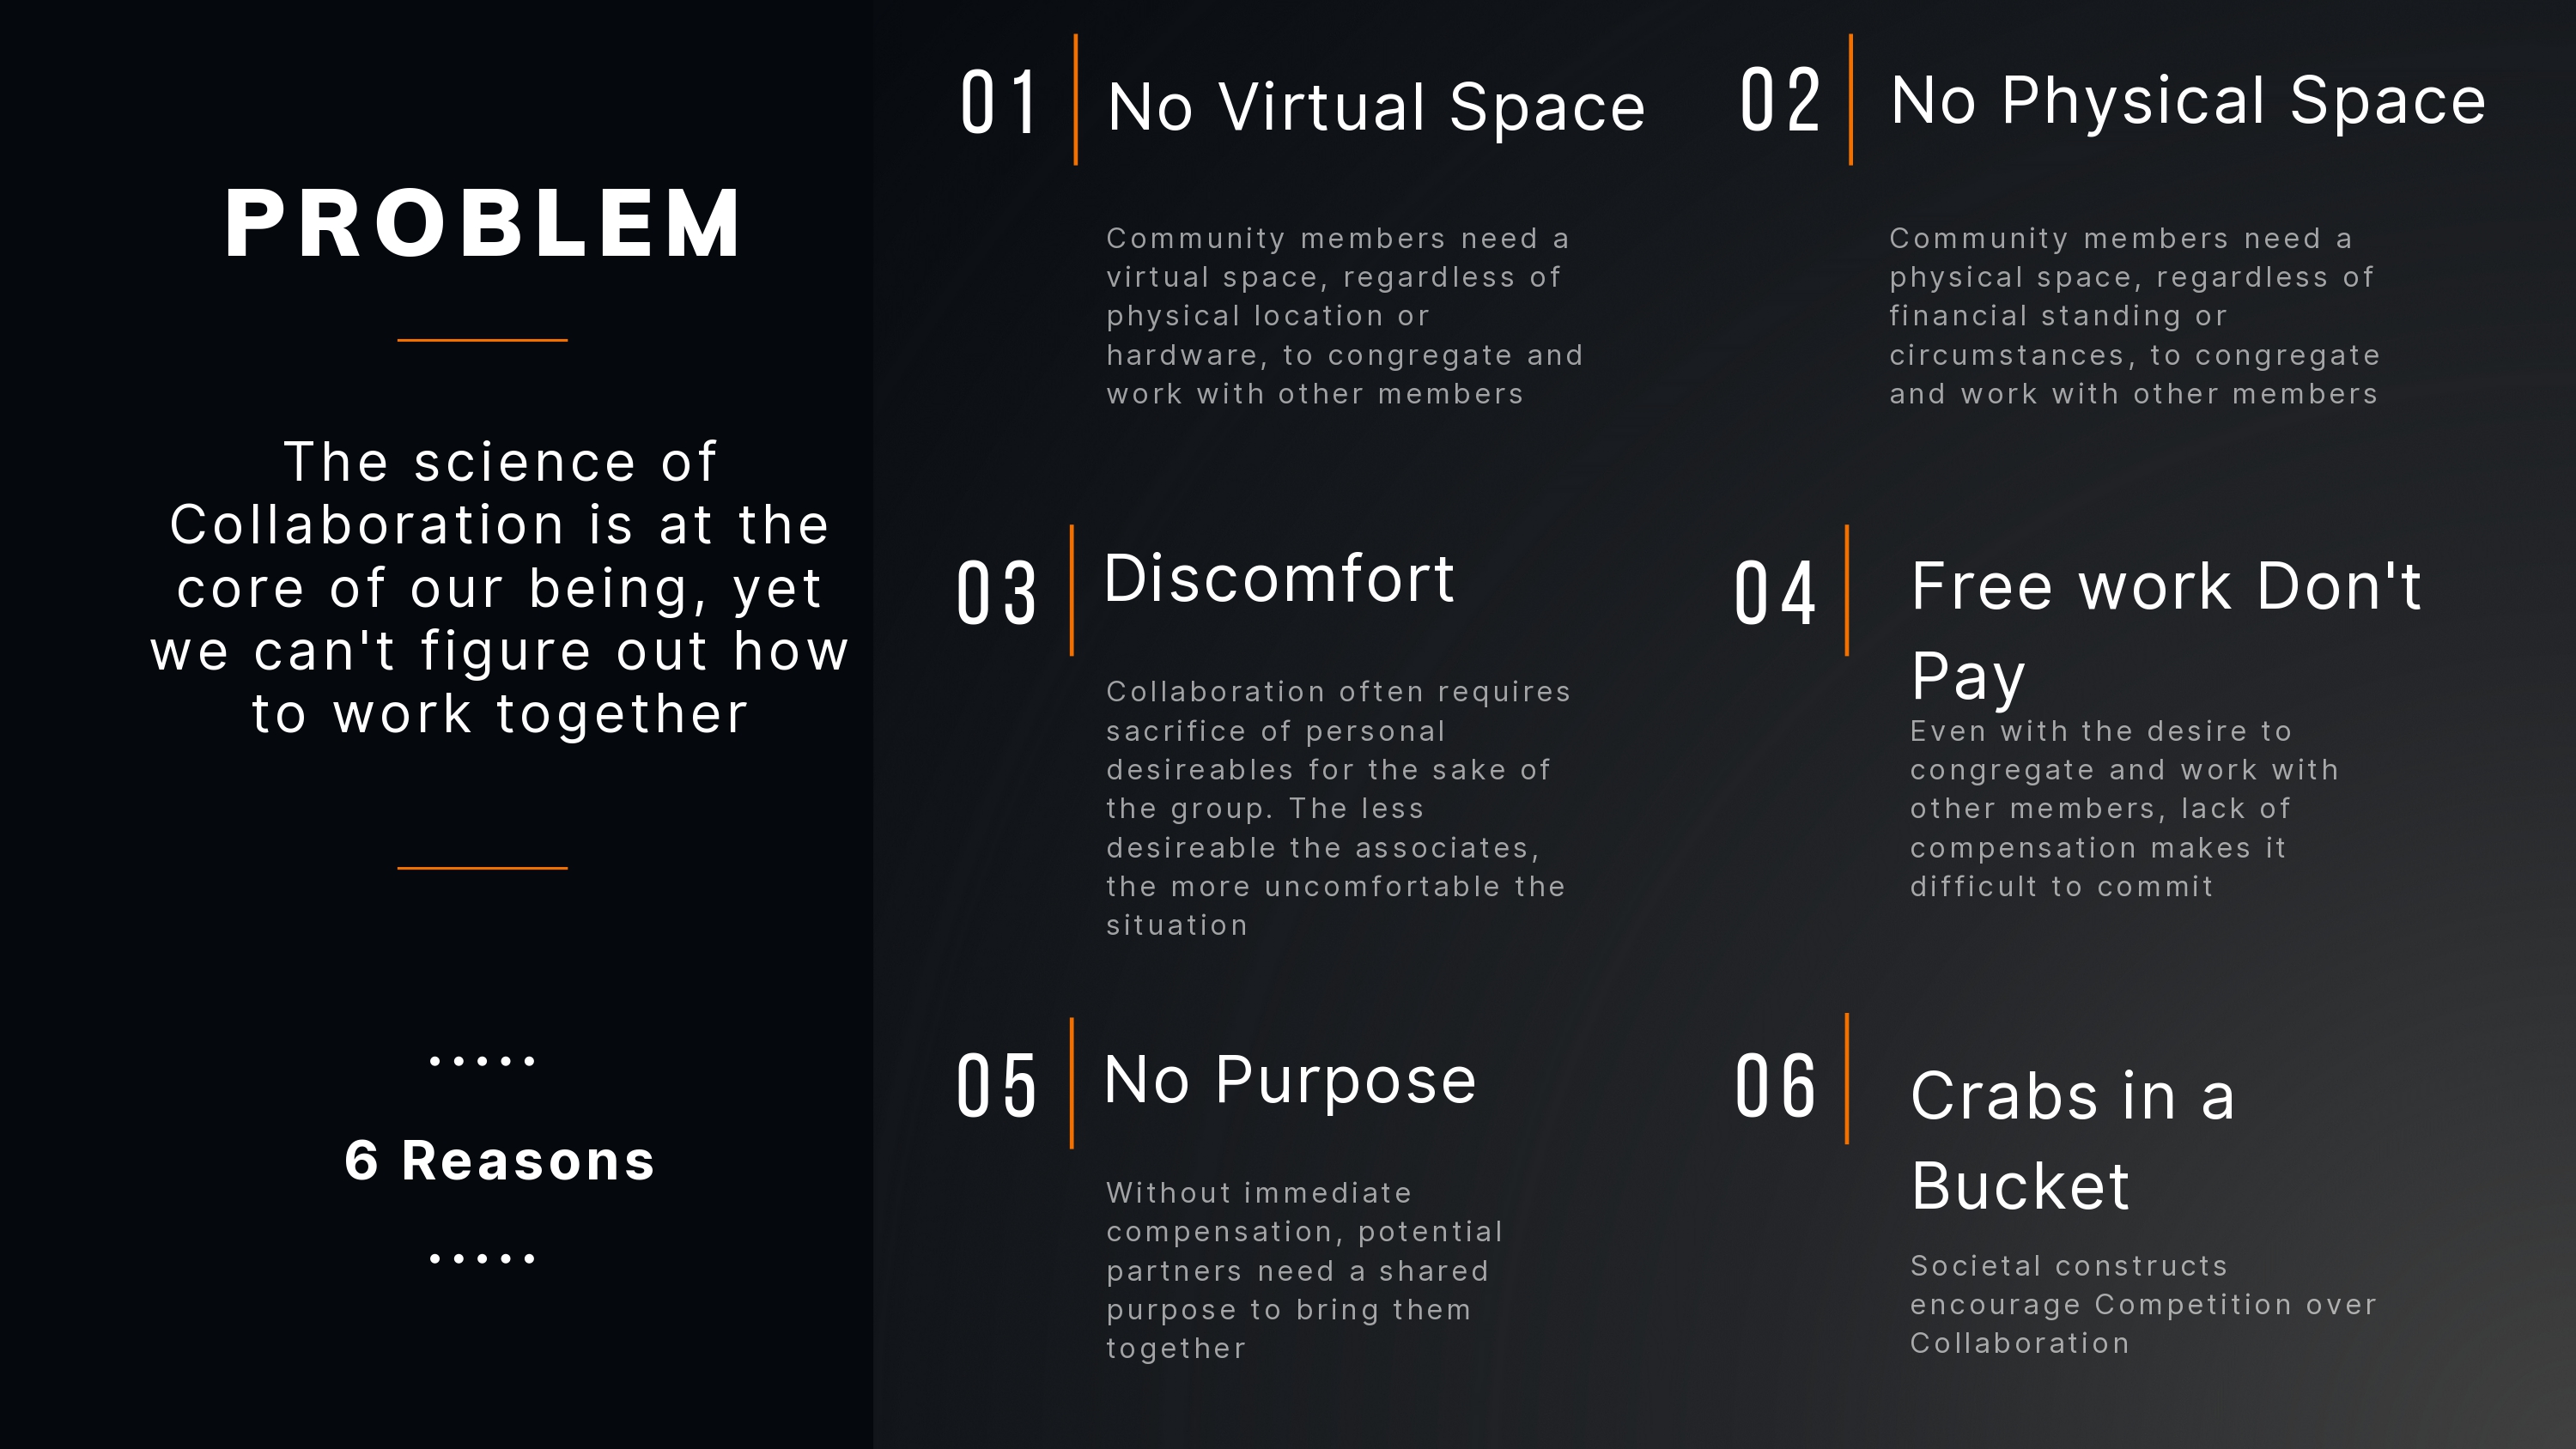 PROBLEM
The science of
Collaboration is at the
core of our being, yet
we can't figure out how
to work together
.....
6 Reasons
.....
01
No Virtual Space
Community members need a
virtual space, regardless of
physical location or
hardware, to congregate and
work with other members
02
No Physical Space
Community members need a
physical space, regardless of
financial standing or
circumstances, to congregate
and work with other members
03
Discomfort
Collaboration often requires
sacrifice of personal
desireables for the sake of
the group. The less
desireable the associates,
the more uncomfortable the
situation
04
Free work Don't
Pay
Even with the desire to
congregate and work with
other members, lack of
compensation makes it
difficult to commit
05
No Purpose
Without immediate
compensation, potential
partners need a shared
purpose to bring them
together
06
Crabs in a
Bucket
Societal constructs
encourage Competition over
Collaboration